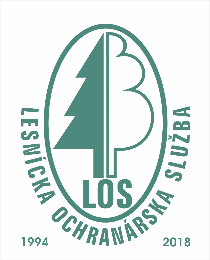 LOS
LESNÍCKA OCHRANÁRSKA SLUŽBA
1994 2018